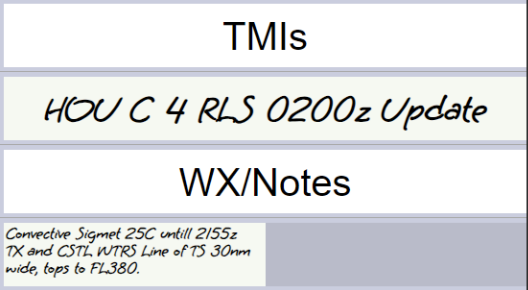 TMIs
HOU C 4 RLS 0200z Update
WX/Notes
Convective Sigmet 25C untill 2155z
TX and CSTL WTRS Line of TS 30nm
wide, tops to FL380.